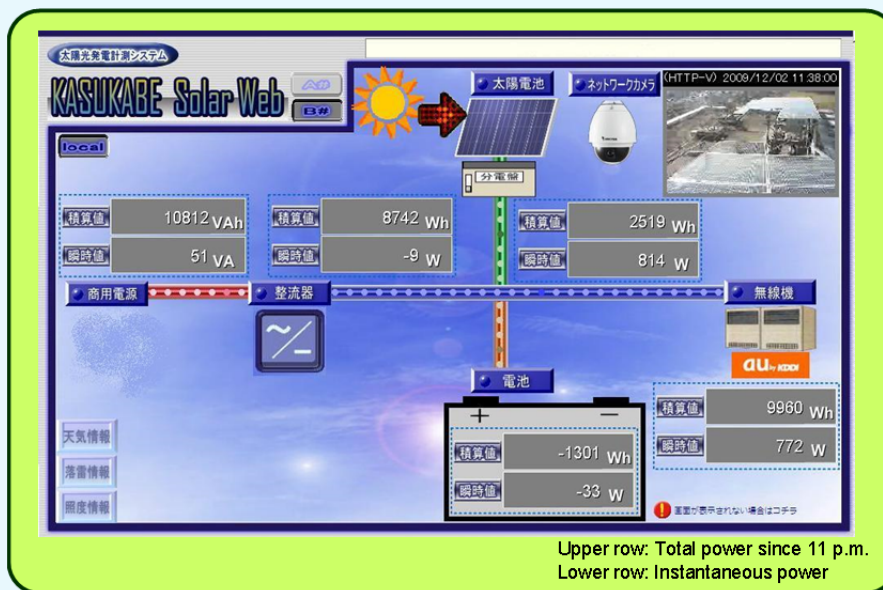 太陽光発電計測システム
KASUKABE Solar Web
A#
B#
太陽電池
ネットワークカメラ
(HTTP-V) 2009/12/02 11:38:00
local
分電盤
積算値 10812 VAh
瞬時値 51 VA
積算値 8742 Wh
瞬時値 -9 W
積算値 2519 Wh
瞬時値 814 W
商用電源
整流器
無線機
au by KDDI
電池
積算値 -1301 Wh
瞬時値 -33 W
積算値 9960 Wh
瞬時値 772 W
天気情報
落雷情報
照度情報
画面が表示されない場合はコチラ
Upper row: Total power since 11 p.m.
Lower row: Instantaneous power